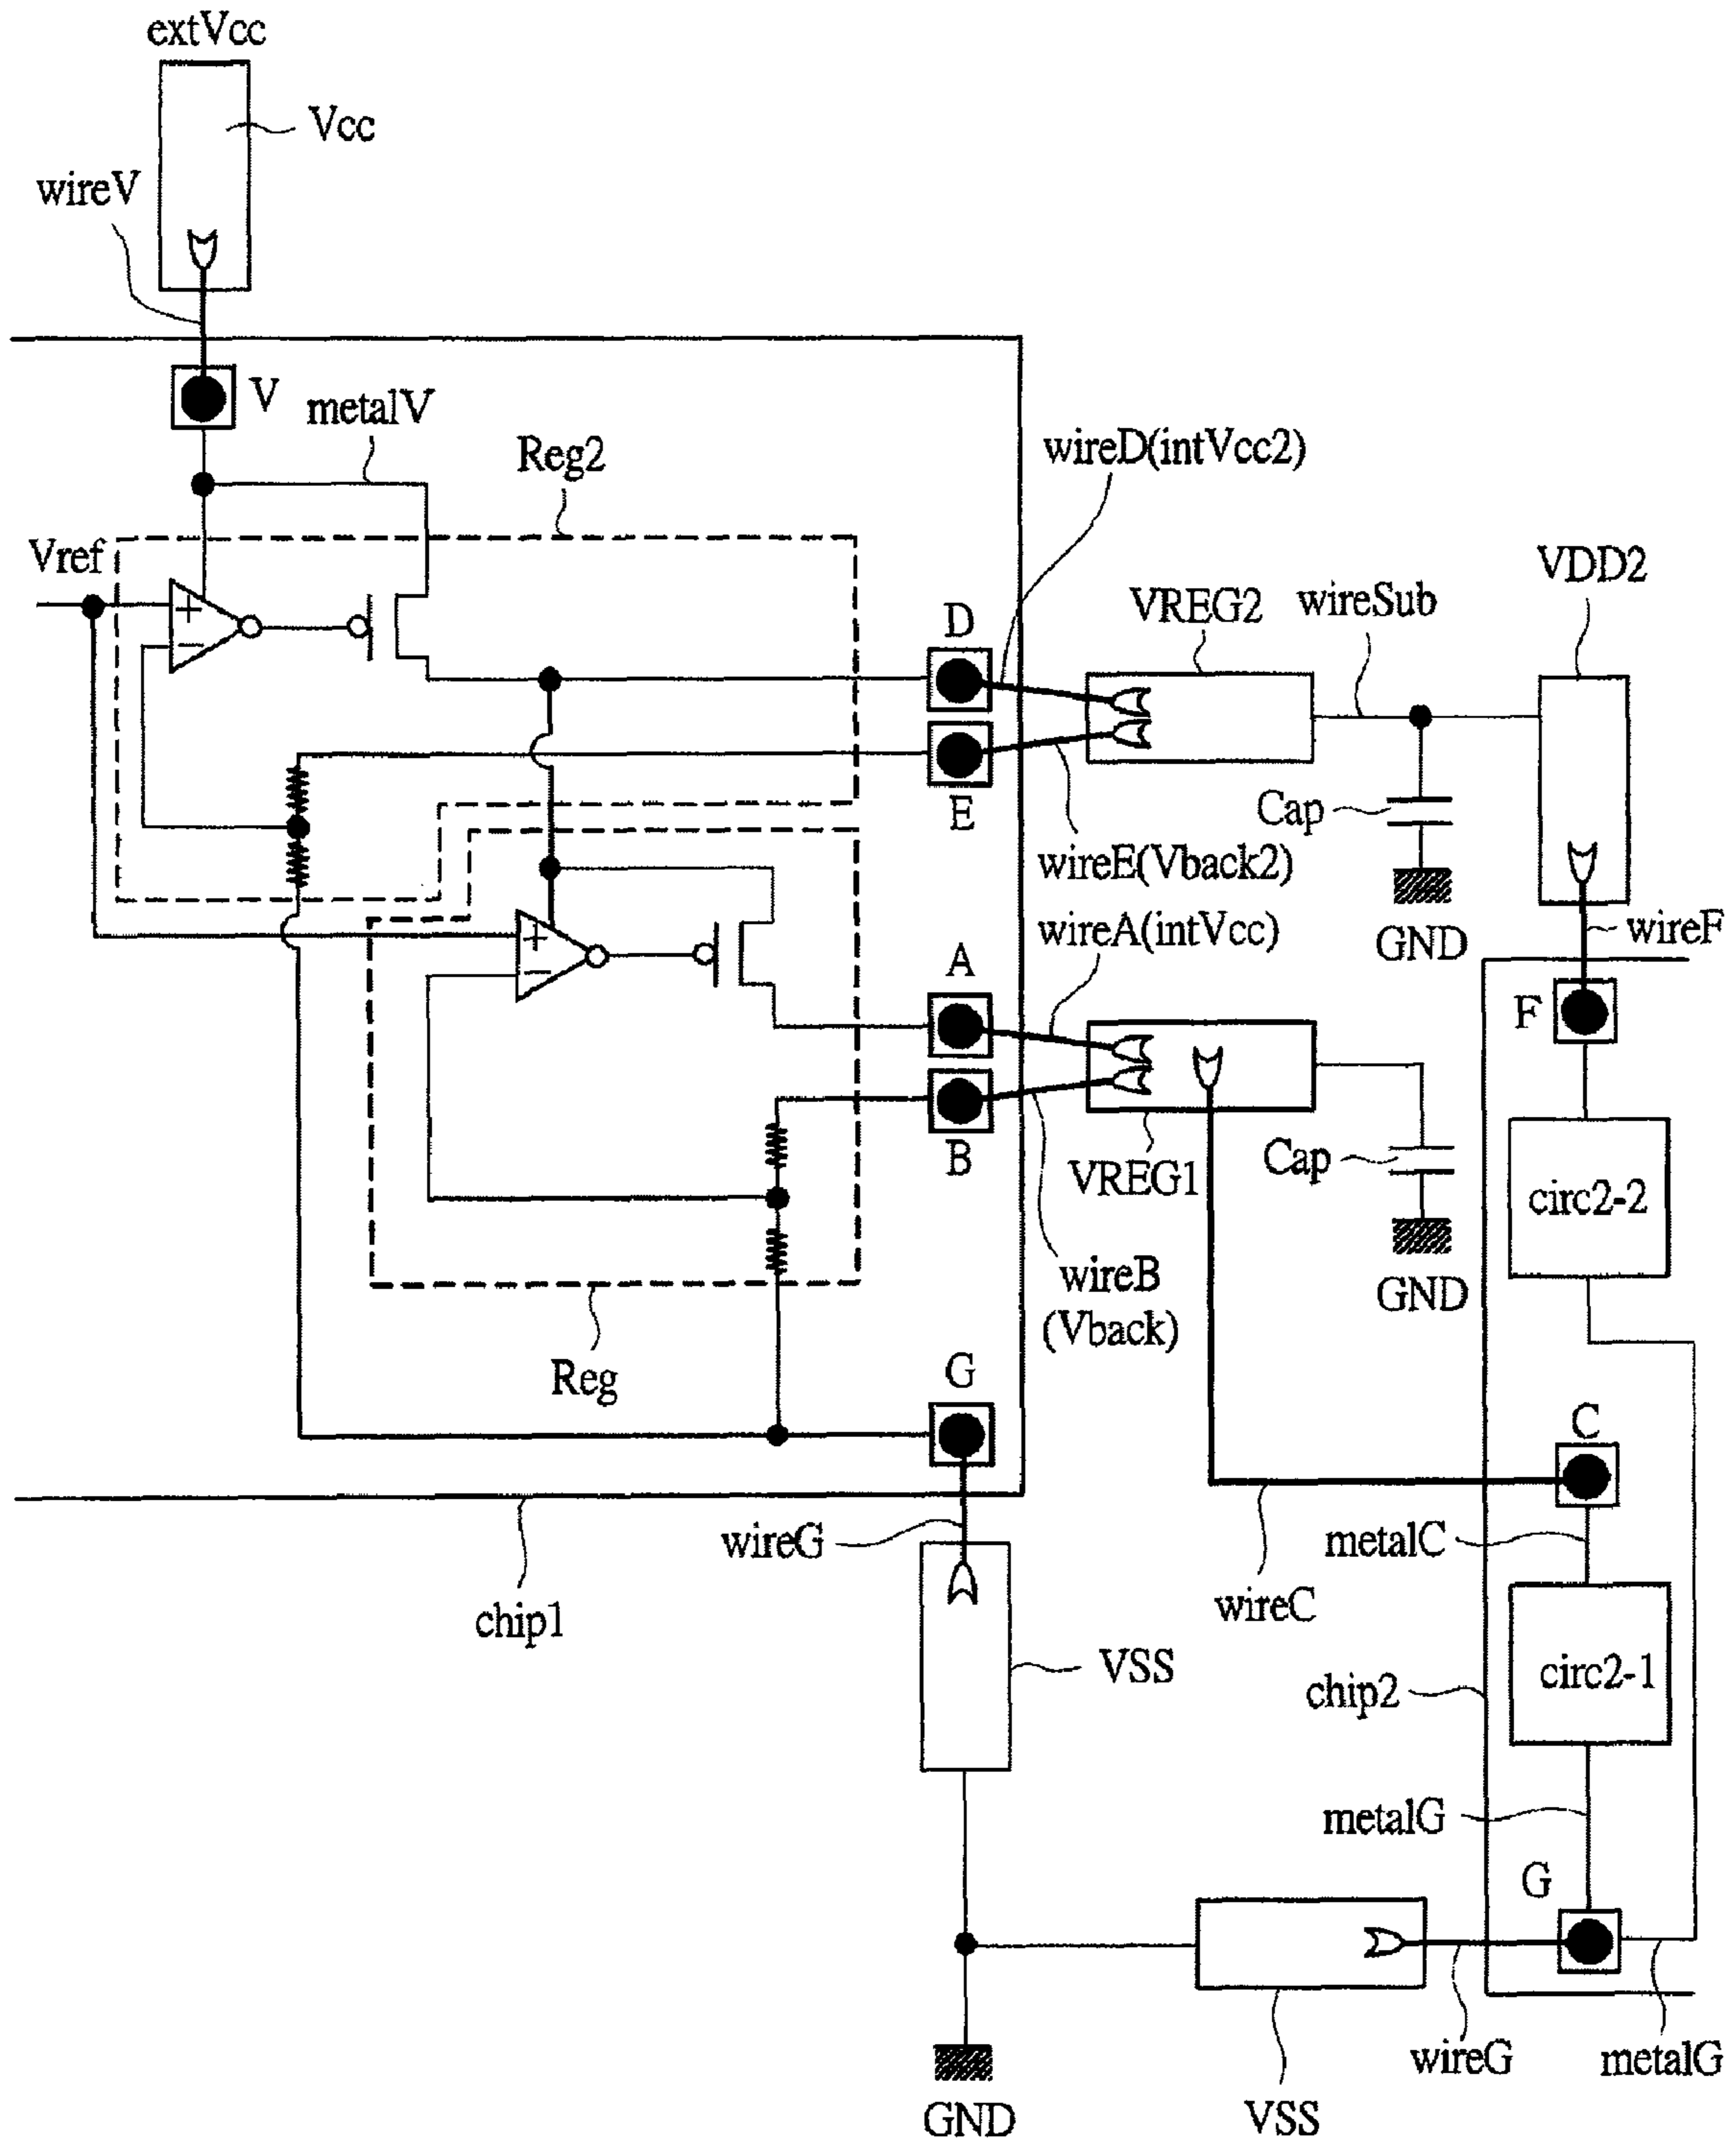 extVcc
Vcc
wireV
V
metalV
Reg2
wireD(intVcc2)
Vref
VDD2
VREG2
wireSub
D
+
−
E
Cap
wireE(Vback2)
GND
wireA(intVcc)
wireF
+
−
A
F
B
VREG1
Cap
circ2-2
wireB
(Vback)
GND
Reg
G
C
wireG
metalC
wireC
chip1
VSS
circ2-1
chip2
metalG
G
wireG
metalG
GND
VSS